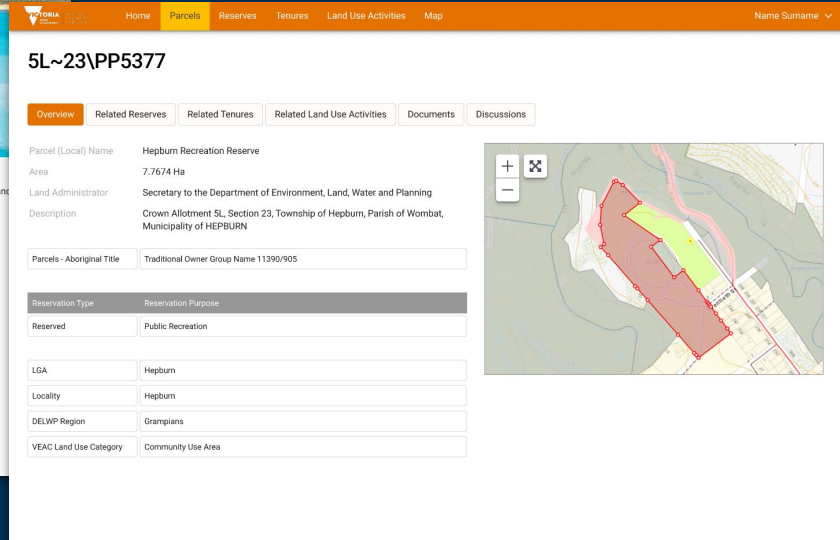 VICTORIA
Home Parcels Reserves Tenures Land Use Activities Map Name Surname
5L~23\PP5377
Overview Related Reserves Related Tenures Related Land Use Activities Documents Discussions
Parcel (Local) Name Hepburn Recreation Reserve
Area 7.7674 Ha
Land Administrator Secretary to the Department of Environment, Land, Water and Planning
Description Crown Allotment 5L, Section 23, Township of Hepburn, Parish of Wombat,
Municipality of HEPBURN
Parcels - Aboriginal Title Traditional Owner Group Name 11390/905
Reservation Type Reservation Purpose
Reserved Public Recreation
LGA Hepburn
Locality Hepburn
DELWP Region Grampians
VEAC Land Use Category Community Use Area
+
−